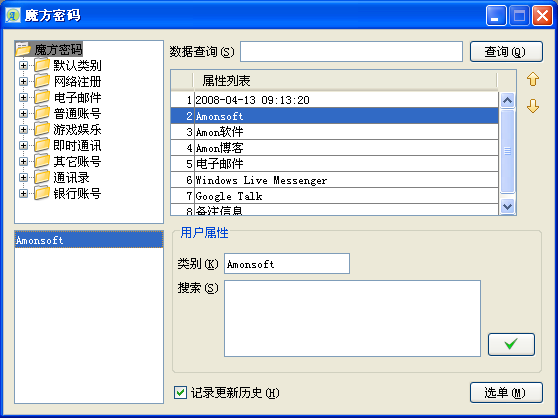 魔方密码
魔方密码
默认类别
网络注册
电子邮件
普通账号
游戏娱乐
即时通讯
其它账号
通讯录
银行账号
Amonsoft
数据查询(S)
查询(Q)
属性列表
1 2008-04-13 09:13:20
2 Amonsoft
3 Amon软件
4 Amon博客
5 电子邮件
6 Windows Live Messenger
7 Google Talk
8 备注信息
用户属性
类别(K) Amonsoft
搜索(S)
记录更新历史(H)
选单(M)